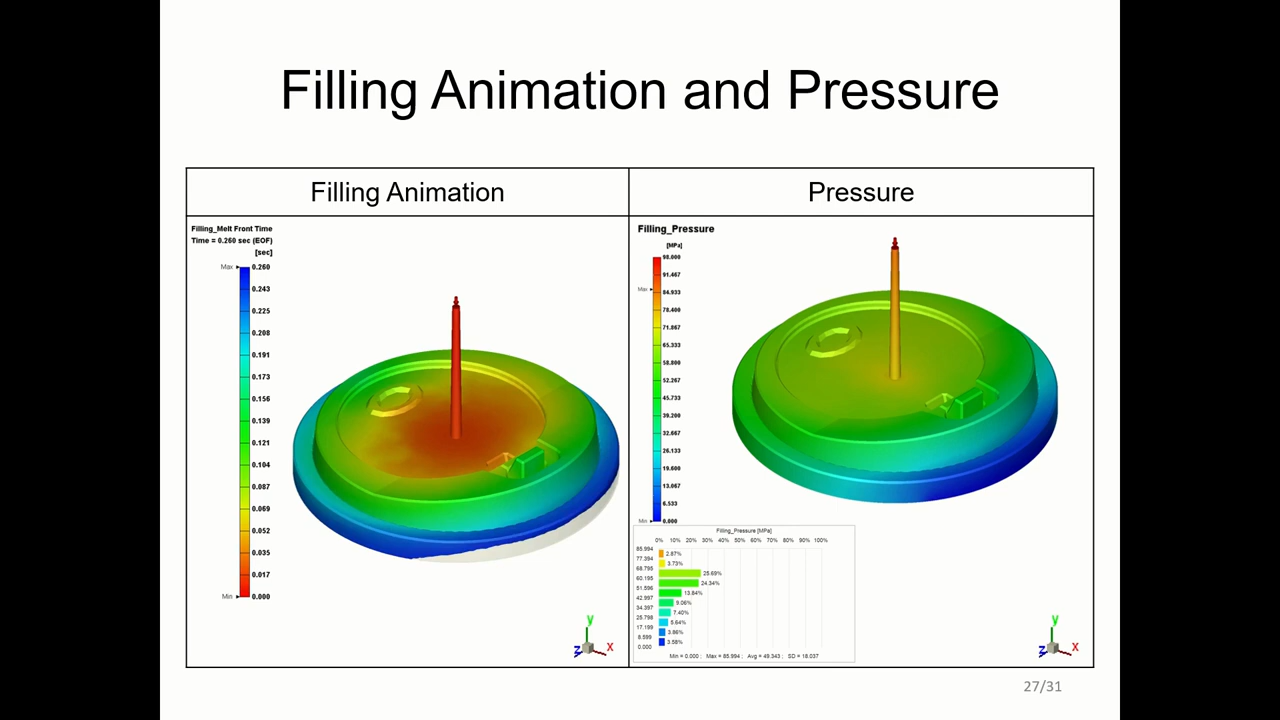 Filling Animation and Pressure
Filling Animation
Pressure
Filling_Melt Front Time
Time = 0.260 sec (EOF)
[sec]
Max
0.260
0.243
0.225
0.208
0.191
0.173
0.156
0.139
0.121
0.104
0.087
0.069
0.052
0.035
0.017
Min
0.000
y
z
x
Filling_Pressure
[MPa]
98.000
91.467
Max
84.933
78.400
71.867
65.333
58.800
52.267
45.733
39.200
32.667
26.133
19.600
13.067
6.533
Min
0.000
Filling_Pressure [MPa]
0% 10% 20% 30% 40% 50% 60% 70% 80% 90% 100%
85.994
2.87%
77.394
3.73%
68.795
25.69%
60.195
24.34%
51.596
13.84%
42.997
9.06%
34.397
7.40%
25.798
5.64%
17.199
3.86%
8.599
3.58%
0.000
Min = 0.000 ; Max = 85.994 ; Avg = 49.343 ; SD = 18.037
y
z
x
27/31